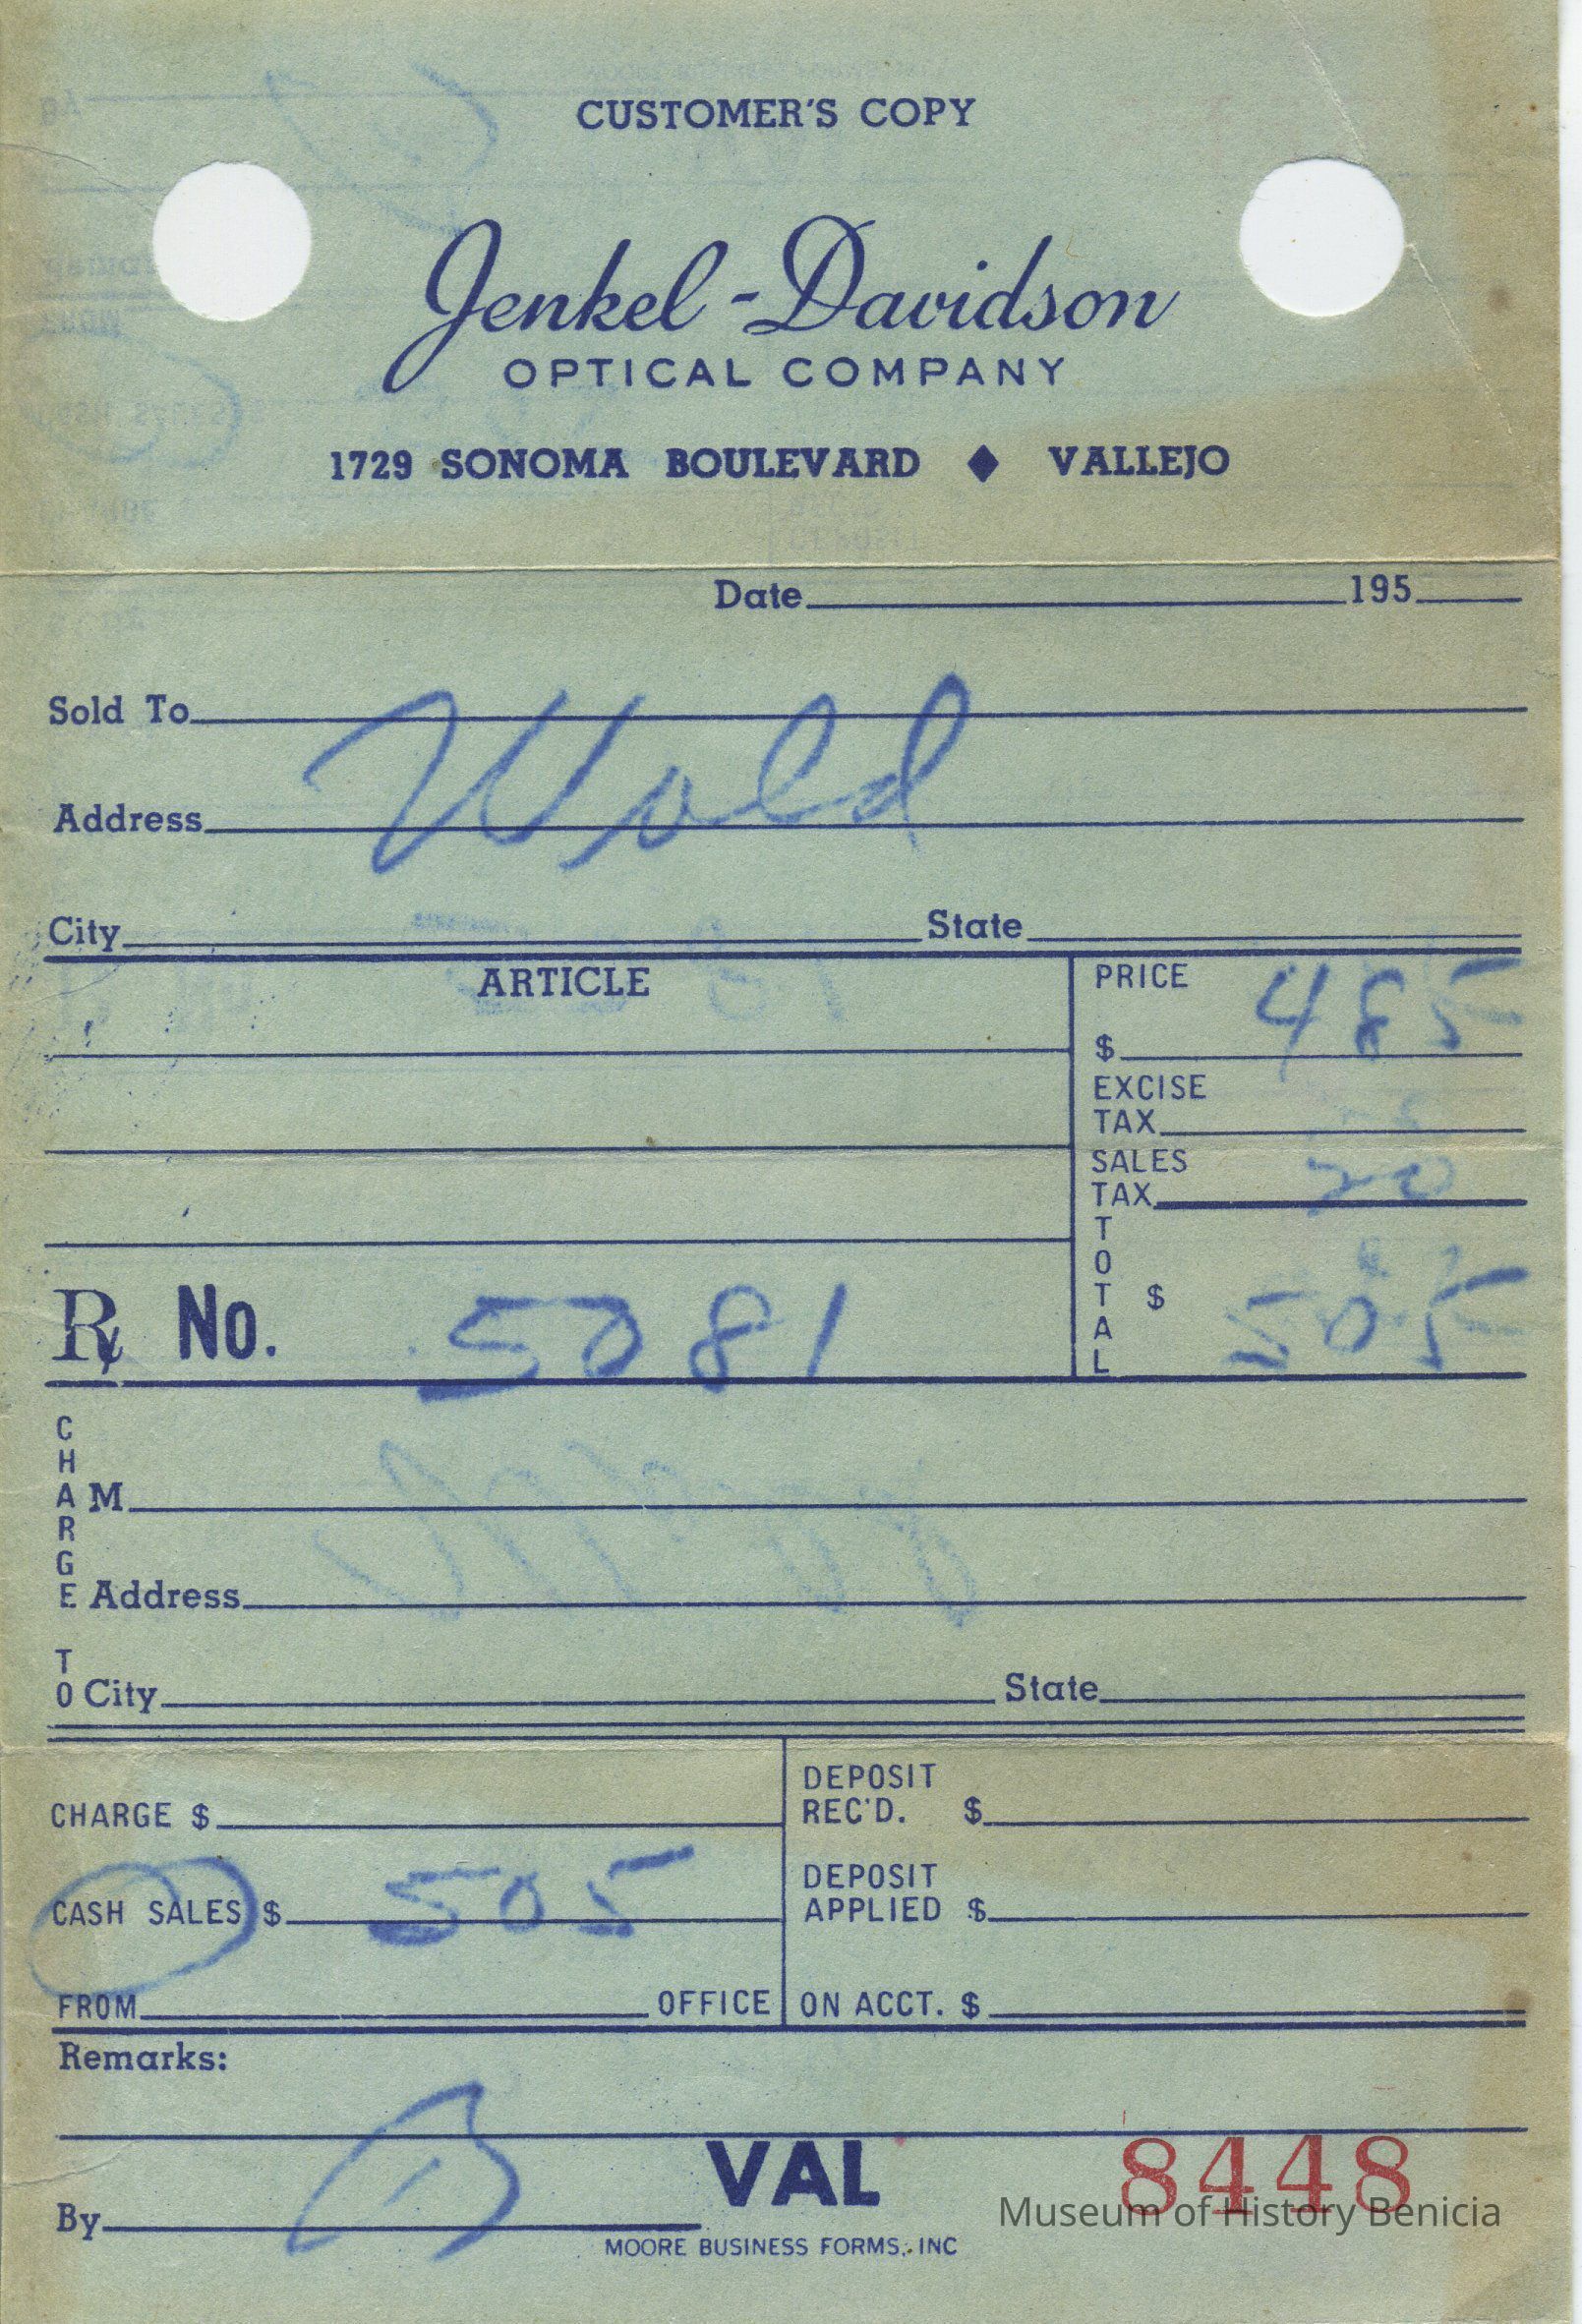 CUSTOMER'S COPY
Jenkel-Davidson
OPTICAL COMPANY
1729 SONOMA BOULEVARD ♦ VALLEJO
Date 195
Sold To
Wold
Address
City State
ARTICLE
PRICE
$ 485
EXCISE
TAX
SALES
TAX 20
TOTAL $ 505
Rx No. 5081
CHARGE TO
M
Address
City State
CHARGE $
DEPOSIT
REC'D. $
CASH SALES $ 505
DEPOSIT
APPLIED $
FROM OFFICE
ON ACCT. $
Remarks:
By B
VAL
8448
MOORE BUSINESS FORMS, INC
Museum of History Benicia